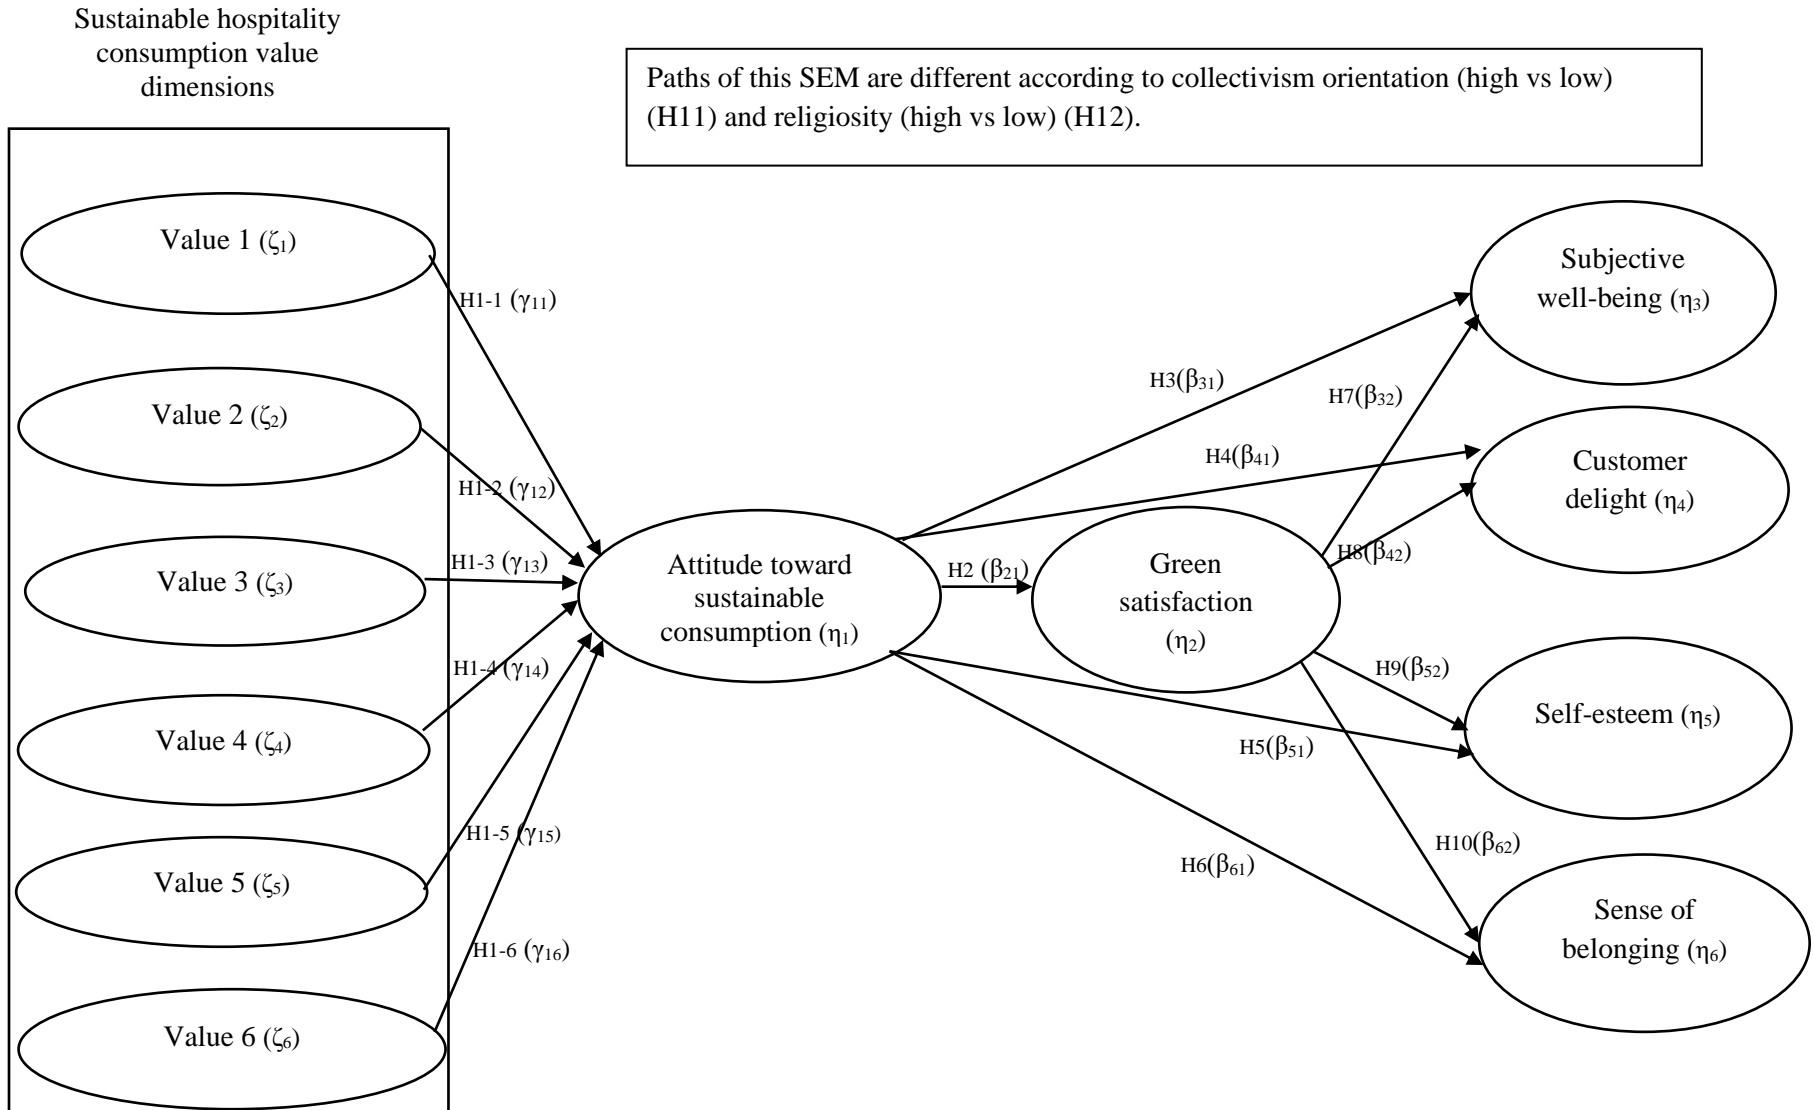 Sustainable hospitality
consumption value
dimensions
Paths of this SEM are different according to collectivism orientation (high vs low)
(H11) and religiosity (high vs low) (H12).
Value 1 (ζ₁)
Value 2 (ζ₂)
Value 3 (ζ₃)
Value 4 (ζ₄)
Value 5 (ζ₅)
Value 6 (ζ₆)
H1-1 (γ₁₁)
H1-2 (γ₁₂)
H1-3 (γ₁₃)
H1-4 (γ₁₄)
H1-5 (γ₁₅)
H1-6 (γ₁₆)
Attitude toward
sustainable
consumption (η₁)
H2 (β₂₁)
Green
satisfaction
(η₂)
H3(β₃₁)
H4(β₄₁)
H5(β₅₁)
H6(β₆₁)
H7(β₃₂)
H8(β₄₂)
H9(β₅₂)
H10(β₆₂)
Subjective
well-being (η₃)
Customer
delight (η₄)
Self-esteem (η₅)
Sense of
belonging (η₆)